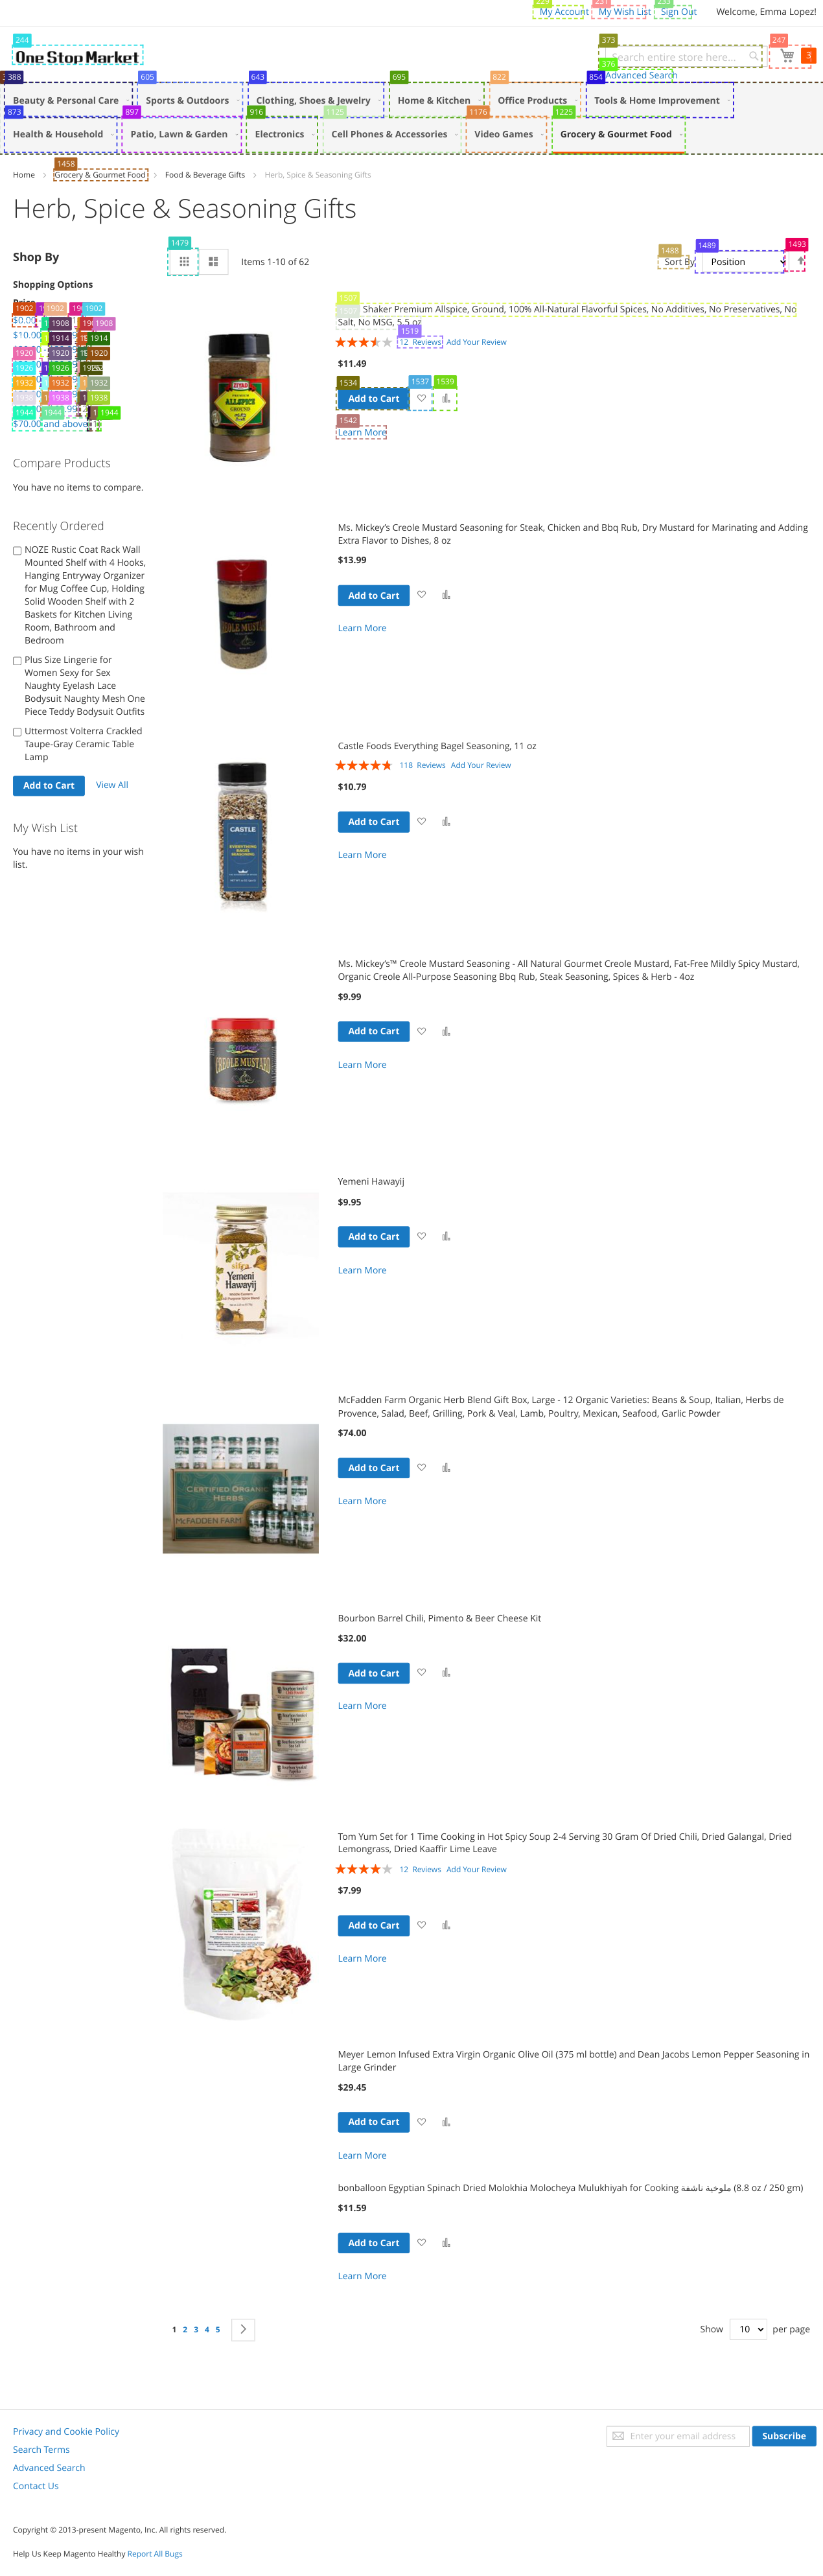 My Account My Wish List Sign Out Welcome, Emma Lopez!
244
One Stop Market
373
376
Advanced Search
247
3
388 605 643 695 822 854
Beauty & Personal Care Sports & Outdoors Clothing, Shoes & Jewelry Home & Kitchen Office Products Tools & Home Improvement
873 897 916 1125 1176 1225
Health & Household Patio, Lawn & Garden Electronics Cell Phones & Accessories Video Games Grocery & Gourmet Food
1458
Home Grocery & Gourmet Food Food & Beverage Gifts Herb, Spice & Seasoning Gifts
Herb, Spice & Seasoning Gifts
Shop By
Shopping Options
1479
Items 1-10 of 62
1488 1489 1493
Sort By Position
1507
Shaker Premium Allspice, Ground, 100% All-Natural Flavorful Spices, No Additives, No Preservatives, No
Salt, No MSG, 5.5 oz
1519
12 Reviews Add Your Review
$11.49
1534 1537 1539
Add to Cart
1542
Learn More
1902 1902 1902
1908 1908
1914 1914
1920 1920 1920
1926 1926
1932 1932 1932
1938 1938
1944 1944 1944
$70.00 and above
Compare Products
You have no items to compare.
Recently Ordered
NOZE Rustic Coat Rack Wall
Mounted Shelf with 4 Hooks,
Hanging Entryway Organizer
for Mug Coffee Cup, Holding
Solid Wooden Shelf with 2
Baskets for Kitchen Living
Room, Bathroom and
Bedroom
Plus Size Lingerie for
Women Sexy for Sex
Naughty Eyelash Lace
Bodysuit Naughty Mesh One
Piece Teddy Bodysuit Outfits
Uttermost Volterra Crackled
Taupe-Gray Ceramic Table
Lamp
Add to Cart View All
My Wish List
You have no items in your wish
list.
Ms. Mickey's Creole Mustard Seasoning for Steak, Chicken and Bbq Rub, Dry Mustard for Marinating and Adding
Extra Flavor to Dishes, 8 oz
$13.99
Add to Cart
Learn More
Castle Foods Everything Bagel Seasoning, 11 oz
118 Reviews Add Your Review
$10.79
Add to Cart
Learn More
CASTLE
Ms. Mickey's™ Creole Mustard Seasoning - All Natural Gourmet Creole Mustard, Fat-Free Mildly Spicy Mustard,
Organic Creole All-Purpose Seasoning Bbq Rub, Steak Seasoning, Spices & Herb - 4oz
$9.99
Add to Cart
Learn More
Yemeni Hawayij
$9.95
Add to Cart
Learn More
Yemeni
Hawayij
McFadden Farm Organic Herb Blend Gift Box, Large - 12 Organic Varieties: Beans & Soup, Italian, Herbs de
Provence, Salad, Beef, Grilling, Pork & Veal, Lamb, Poultry, Mexican, Seafood, Garlic Powder
$74.00
Add to Cart
Learn More
CERTIFIED ORGANIC
HERBS
MCFADDEN FARM
Bourbon Barrel Chili, Pimento & Beer Cheese Kit
$32.00
Add to Cart
Learn More
Tom Yum Set for 1 Time Cooking in Hot Spicy Soup 2-4 Serving 30 Gram Of Dried Chili, Dried Galangal, Dried
Lemongrass, Dried Kaaffir Lime Leave
12 Reviews Add Your Review
$7.99
Add to Cart
Learn More
Meyer Lemon Infused Extra Virgin Organic Olive Oil (375 ml bottle) and Dean Jacobs Lemon Pepper Seasoning in
Large Grinder
$29.45
Add to Cart
Learn More
bonballoon Egyptian Spinach Dried Molokhia Molocheya Mulukhiyah for Cooking ملوخية ناشفة (8.8 oz / 250 gm)
$11.59
Add to Cart
Learn More
1 2 3 4 5
Show 10 per page
Privacy and Cookie Policy
Search Terms
Advanced Search
Contact Us
Enter your email address Subscribe
Copyright © 2013-present Magento, Inc. All rights reserved.
Help Us Keep Magento Healthy Report All Bugs